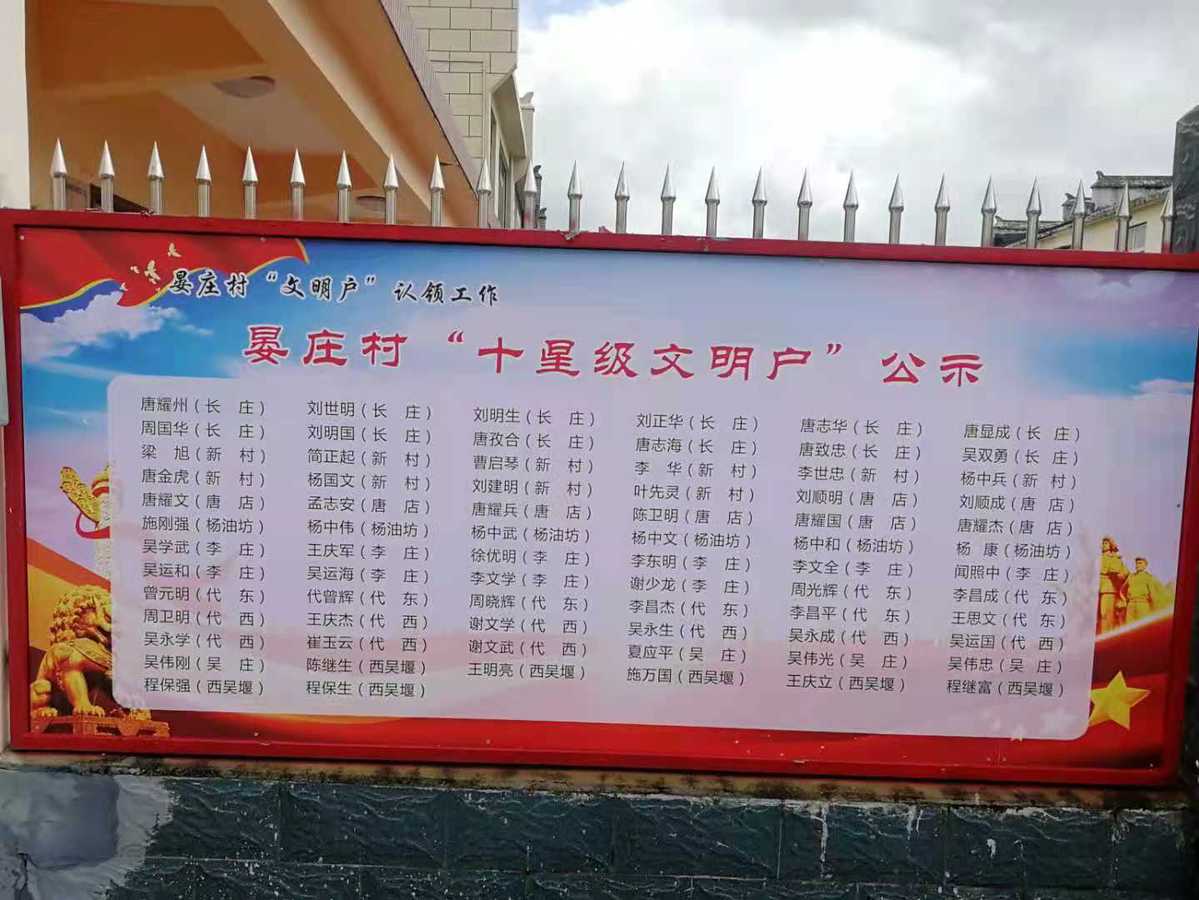 晏庄村“文明户”认领工作
晏庄村“十星级文明户”公示
唐耀州（长 庄） 刘世明（长 庄） 刘明生（长 庄） 刘正华（长 庄） 唐志华（长 庄） 唐显成（长 庄）
周国华（长 庄） 刘明国（长 庄） 唐孜合（长 庄） 唐志海（长 庄） 唐致忠（长 庄） 吴双勇（长 庄）
梁 旭（新 村） 简正起（新 村） 曹启琴（新 村） 李 华（新 村） 李世忠（新 村） 杨中兵（新 村）
唐金虎（新 村） 杨国文（新 村） 刘建明（新 村） 叶先灵（新 村） 刘顺明（唐 店） 刘顺成（唐 店）
唐耀文（唐 店） 孟志安（唐 店） 唐耀兵（唐 店） 陈卫明（唐 店） 唐耀国（唐 店） 唐耀杰（唐 店）
施刚强（杨油坊） 杨中伟（杨油坊） 杨中武（杨油坊） 杨中文（杨油坊） 杨中和（杨油坊） 杨 康（杨油坊）
吴学武（李 庄） 王庆军（李 庄） 徐优明（李 庄） 李东明（李 庄） 李文全（李 庄） 闻照中（李 庄）
吴运和（李 庄） 吴运海（李 庄） 李文学（李 庄） 谢少龙（李 庄） 周光辉（代 东） 李昌成（代 东）
曾元明（代 东） 代曾辉（代 东） 周晓辉（代 东） 李昌杰（代 东） 李昌平（代 东） 王思文（代 东）
周卫明（代 西） 王庆杰（代 西） 谢文学（代 西） 吴永生（代 西） 吴永成（代 西） 吴运国（代 西）
吴永学（代 西） 崔玉云（代 西） 谢文武（代 西） 夏应平（吴 庄） 吴伟光（吴 庄） 吴伟忠（吴 庄）
吴伟刚（吴 庄） 陈继生（西吴堰） 王明亮（西吴堰） 施万国（西吴堰） 王庆立（西吴堰） 程继富（西吴堰）
程保强（西吴堰） 程保生（西吴堰）